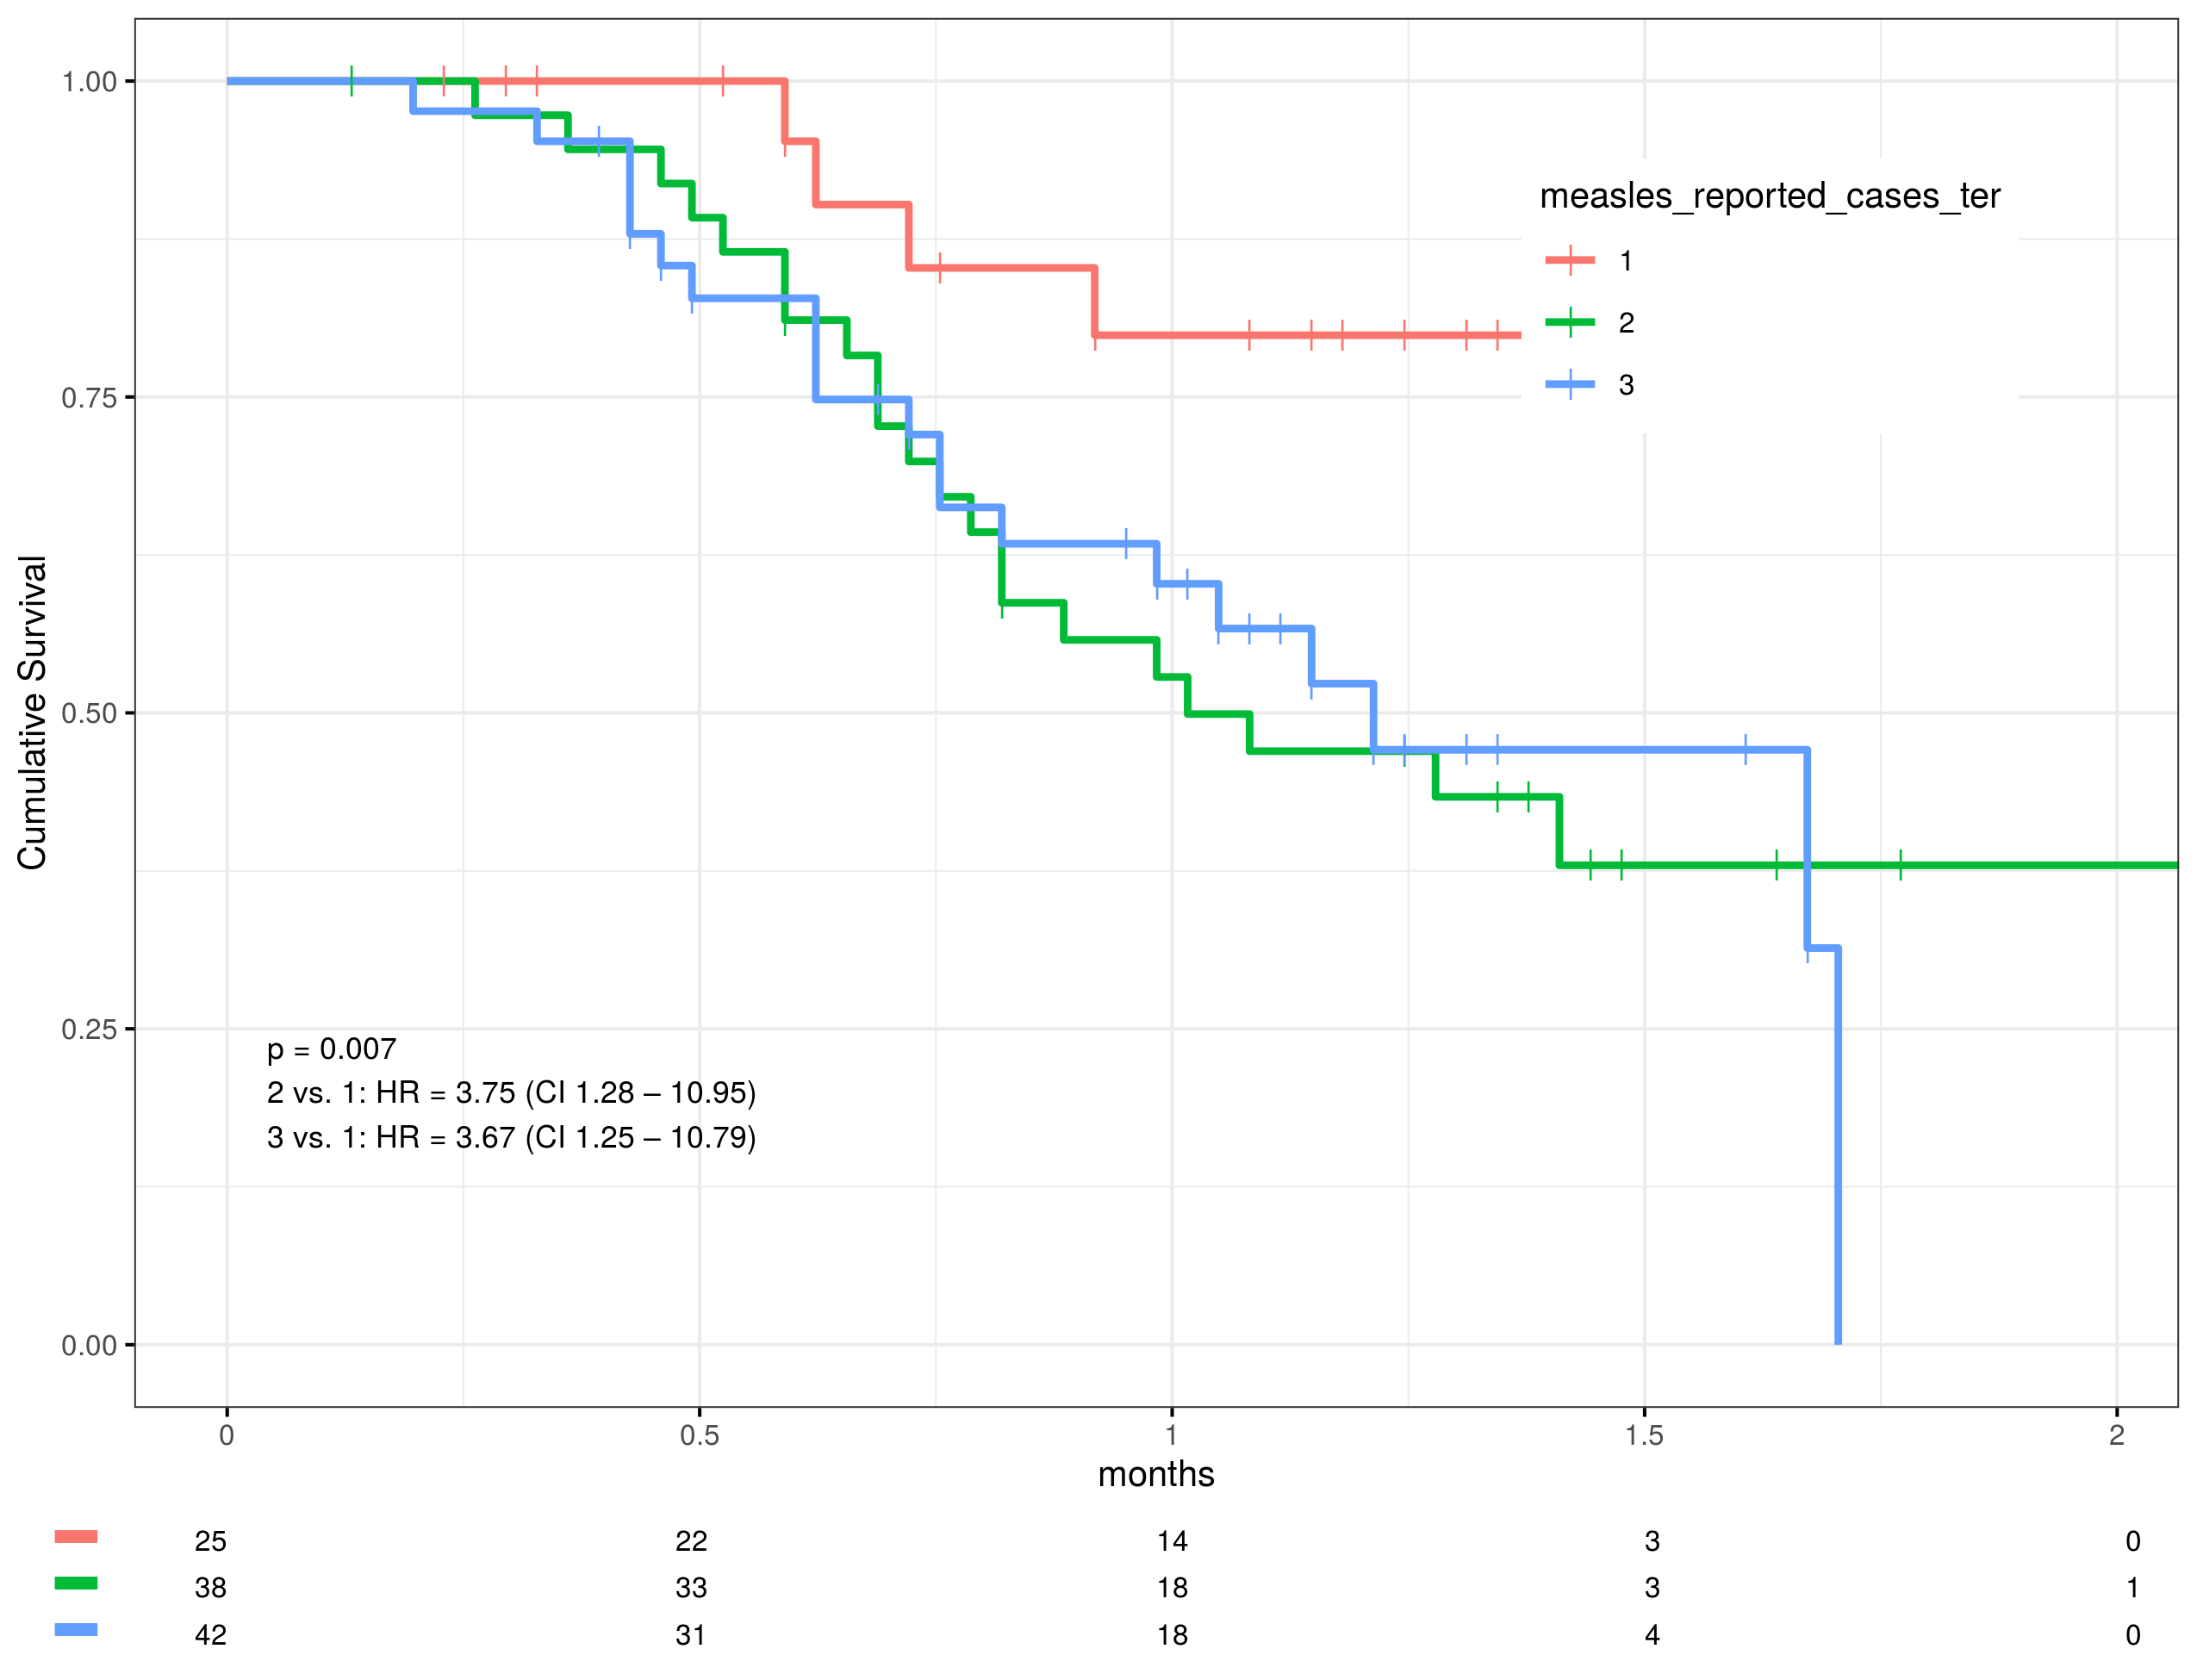 measles_reported_cases_ter
1
2
3
1.00
0.75
0.50
0.25
0.00
Cumulative Survival
p = 0.007
2 vs. 1: HR = 3.75 (CI 1.28 – 10.95)
3 vs. 1: HR = 3.67 (CI 1.25 – 10.79)
0 0.5 1 1.5 2
months
25 22 14 3 0
38 33 18 3 1
42 31 18 4 0